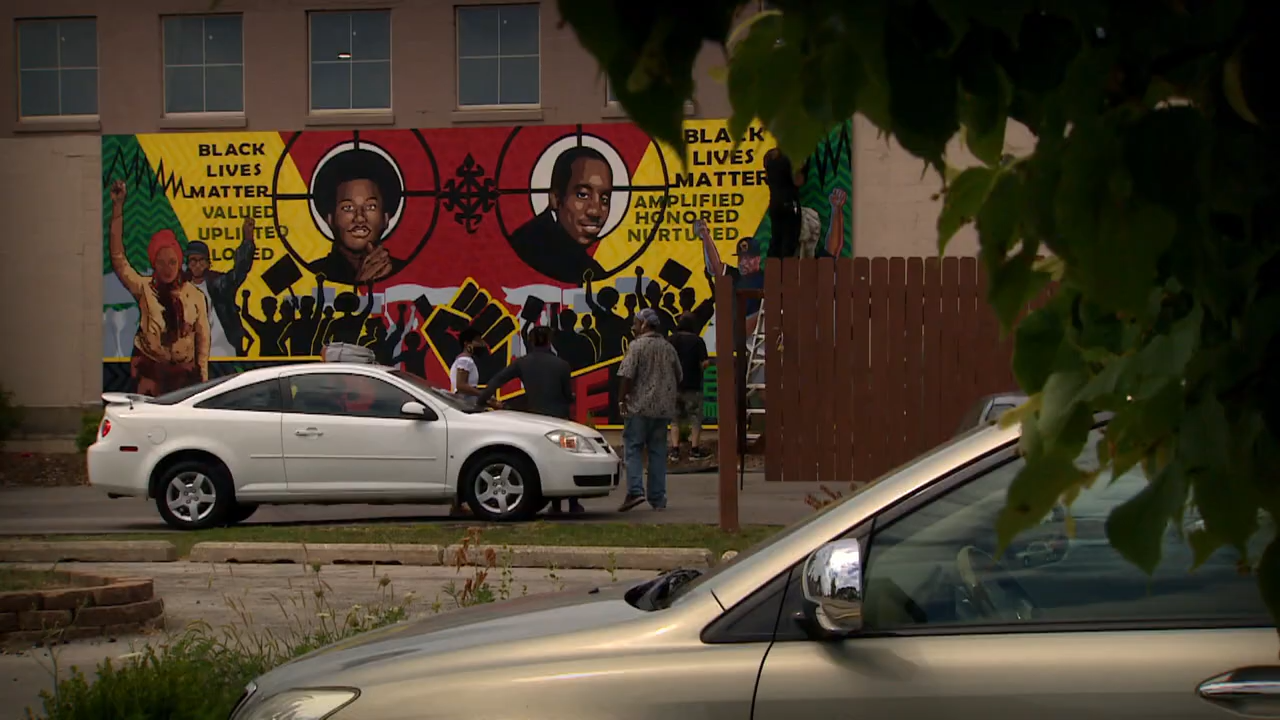 BLACK
LIVES
MATTER
VALUED
UPLIFTED
LOVED
BLACK
LIVES
MATTER
AMPLIFIED
HONORED
NURTURED